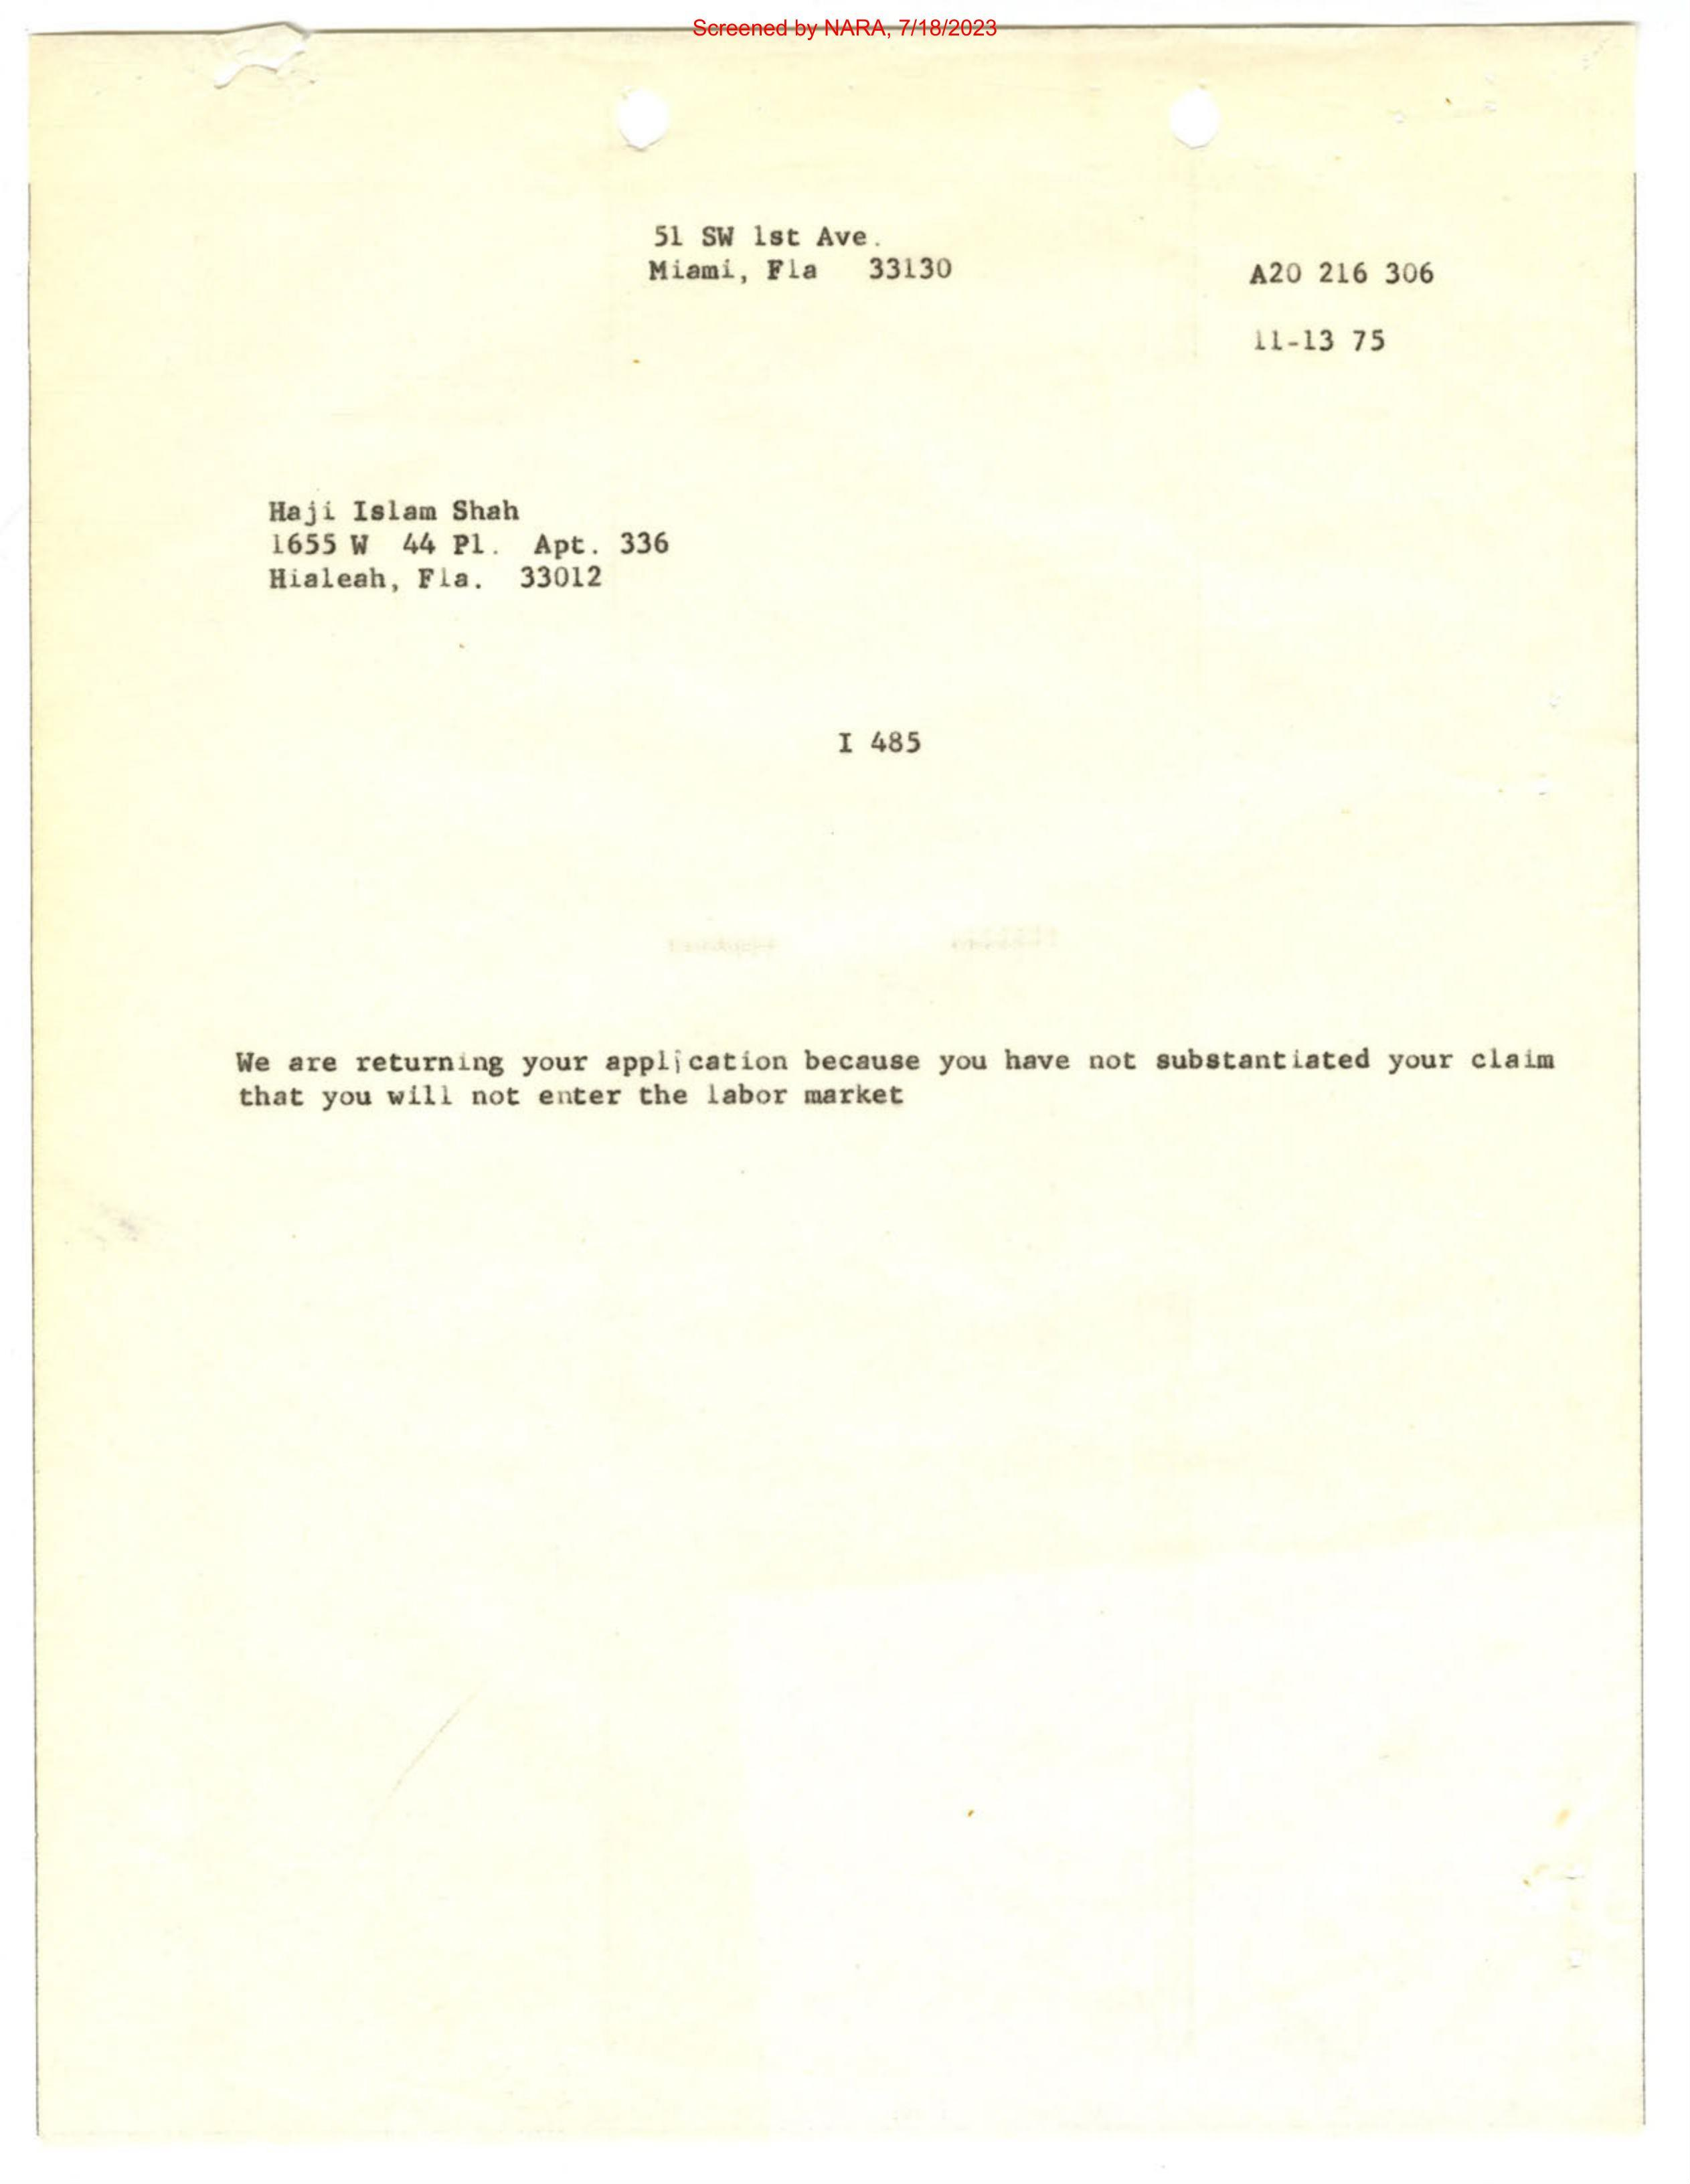 Screened by NARA, 7/18/2023
51 SW 1st Ave.
Miami, Fla 33130
A20 216 306
11-13 75
Haji Islam Shah
1655 W 44 Pl. Apt. 336
Hialeah, Fla. 33012
I 485
We are returning your application because you have not substantiated your claim
that you will not enter the labor market